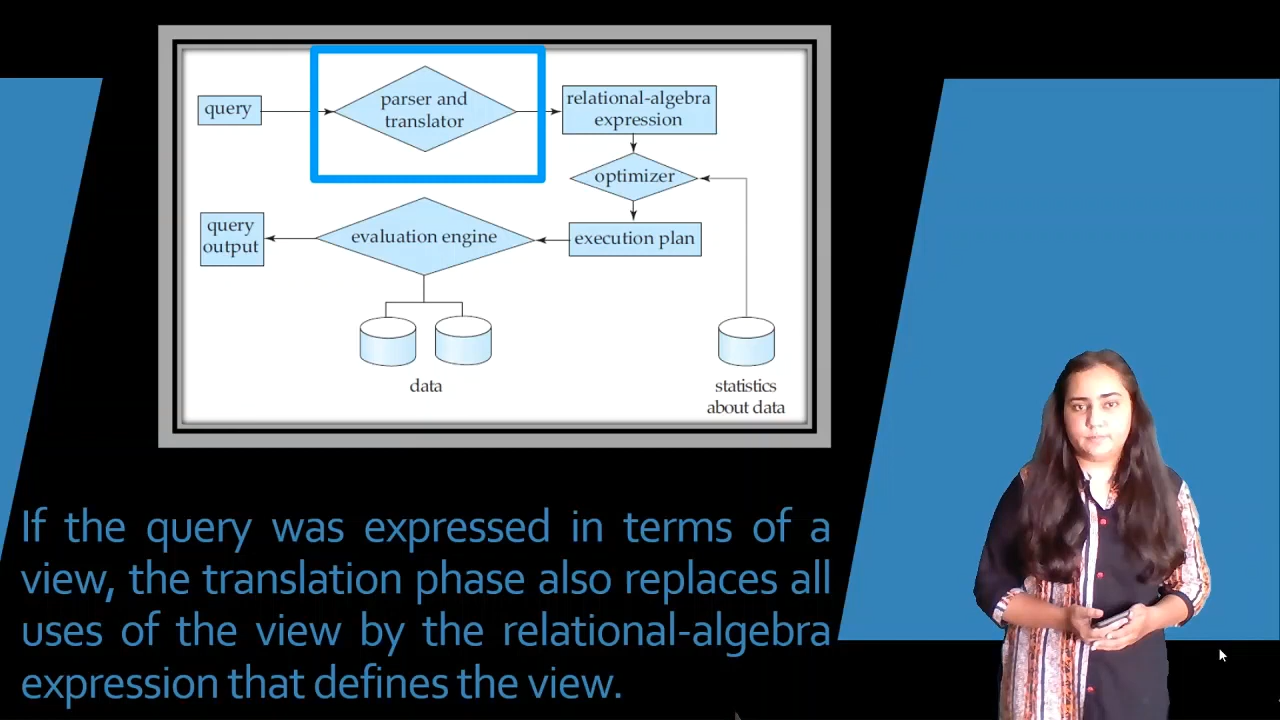 query
parser and
translator
relational-algebra
expression
optimizer
query
output
evaluation engine
execution plan
data
statistics
about data
If the query was expressed in terms of a
view, the translation phase also replaces all
uses of the view by the relational-algebra
expression that defines the view.